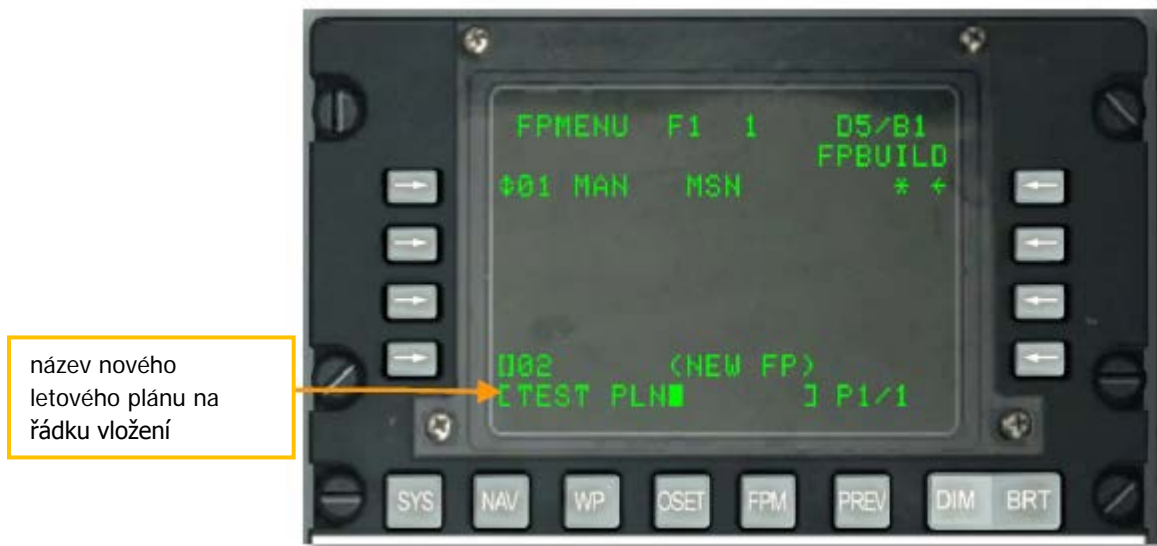 FPMENU F1 1 D5/B1
FPBUILD
01 MAN MSN * ←
[]02 (NEW FP)
[TEST PLN ] P1/1
název nového
letového plánu na
řádku vložení
SYS NAV WP OSET FPM PREV DIM BRT